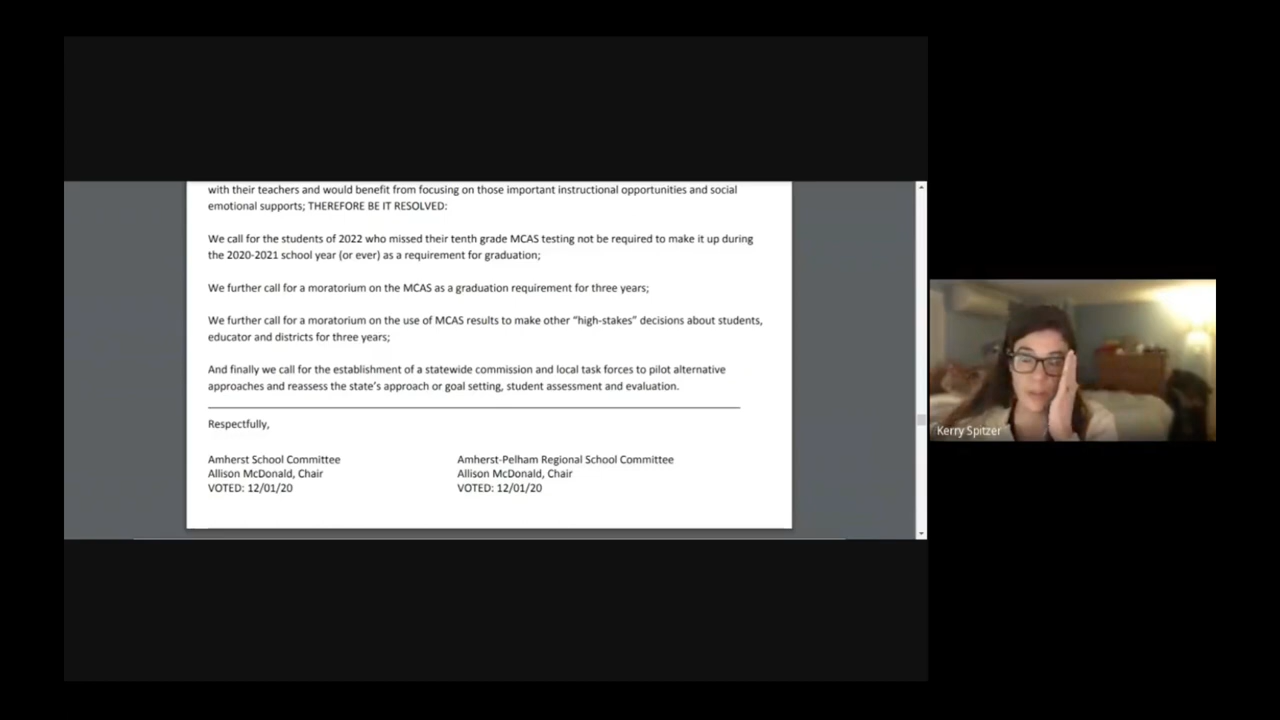 with their teachers and would benefit from focusing on those important instructional opportunities and social
emotional supports; THEREFORE BE IT RESOLVED:
We call for the students of 2022 who missed their tenth grade MCAS testing not be required to make it up during
the 2020-2021 school year (or ever) as a requirement for graduation;
We further call for a moratorium on the MCAS as a graduation requirement for three years;
We further call for a moratorium on the use of MCAS results to make other “high-stakes” decisions about students,
educator and districts for three years;
And finally we call for the establishment of a statewide commission and local task forces to pilot alternative
approaches and reassess the state’s approach or goal setting, student assessment and evaluation.
Respectfully,
Amherst School Committee
Allison McDonald, Chair
VOTED: 12/01/20
Amherst-Pelham Regional School Committee
Allison McDonald, Chair
VOTED: 12/01/20
Kerry Spitzer